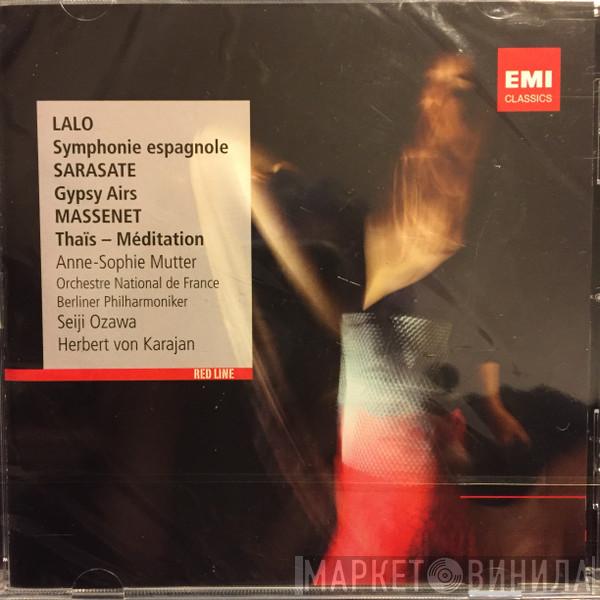 EMI
CLASSICS
LALO
Symphonie espagnole
SARASATE
Gypsy Airs
MASSENET
Thaïs – Méditation
Anne-Sophie Mutter
Orchestre National de France
Berliner Philharmoniker
Seiji Ozawa
Herbert von Karajan
RED LINE
МАРКЕТ ВИНИЛА